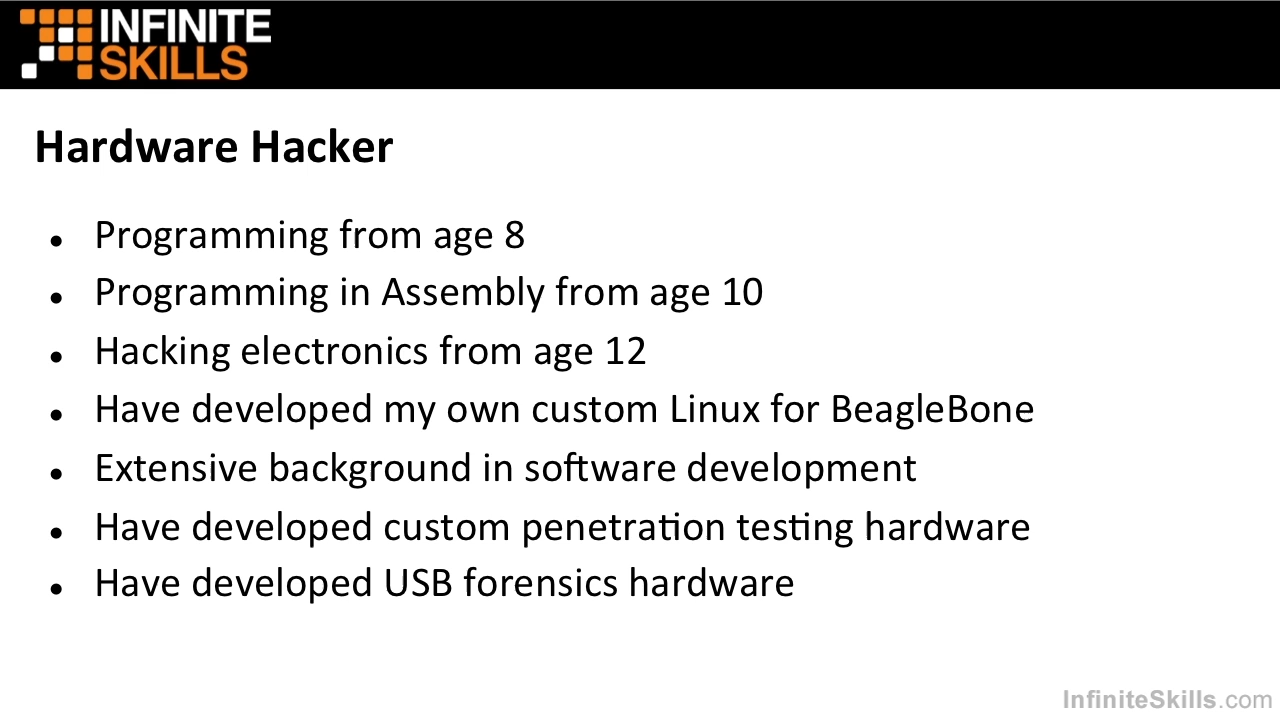 INFINITE
SKILLS
Hardware Hacker
• Programming from age 8
• Programming in Assembly from age 10
• Hacking electronics from age 12
• Have developed my own custom Linux for BeagleBone
• Extensive background in software development
• Have developed custom penetration testing hardware
• Have developed USB forensics hardware
InfiniteSkills.com